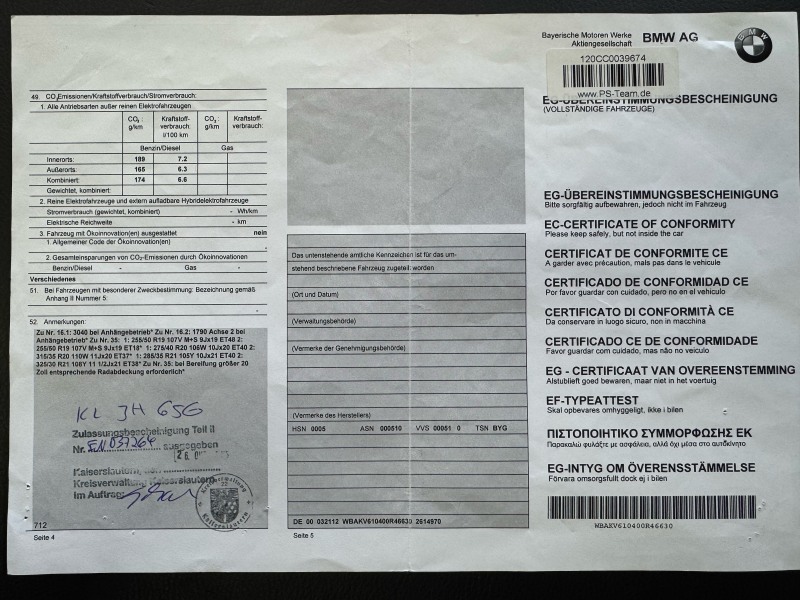 49. CO₂Emissionen/Kraftstoffverbrauch/Stromverbrauch:
1. Alle Antriebsarten außer reinen Elektrofahrzeugen
CO₂ : g/km Kraftstoff-verbrauch: l/100 km CO₂ : g/km Kraftstoff-verbrauch:
Benzin/Diesel Gas
Innerorts: 189 7.2
Außerorts: 165 6.3
Kombiniert: 174 6.6
Gewichtet, kombiniert:
2. Reine Elektrofahrzeuge und extern aufladbare Hybridelektrofahrzeuge
Stromverbrauch (gewichtet, kombiniert) - Wh/km
Elektrische Reichweite - km
3. Fahrzeug mit Ökoinnovation(en) ausgestattet nein
1. Allgemeiner Code der Ökoinnovation(en)
-
2. Gesamteinsparungen von CO₂-Emissionen durch Ökoinnovationen
Benzin/Diesel - Gas -
Verschiedenes
51. Bei Fahrzeugen mit besonderer Zweckbestimmung: Bezeichnung gemäß
Anhang II Nummer 5:
-
52. Anmerkungen:
Zu Nr. 16.1: 3040 bei Anhängebetrieb* Zu Nr. 16.2: 1790 Achse 2 bei
Anhängebetrieb* Zu Nr. 35: 1: 255/50 R19 107V M+S 9Jx19 ET48 2:
255/50 R19 107V M+S 9Jx19 ET18* 1: 275/40 R20 106W 10Jx20 ET40 2:
315/35 R20 110W 11Jx20 ET37* 1: 285/35 R21 105Y 10Jx21 ET40 2:
325/30 R21 108Y 11 1/2Jx21 ET38* Zu Nr. 35: bei Bereifung größer 20
Zoll entsprechende Radabdeckung erforderlich*
KL JH 656
Zulassungsbescheinigung Teil II
Nr. ausgegeben
Kaiserslautern, den
Kreisverwaltung Kaiserslautern
Im Auftrag:
Kreisverwaltung
Kaiserslautern
712
Seite 4
Das untenstehende amtliche Kennzeichen ist für das um-
stehend beschriebene Fahrzeug zugeteilt worden
(Ort und Datum)
(Verwaltungsbehörde)
(Vermerke der Genehmigungsbehörde)
(Vermerke des Herstellers)
HSN 0005 ASN 000510 VVS 00051 0 TSN BYG
DE 00 032112 WBAKV610400R46630 2614970
Seite 5
Bayerische Motoren Werke
Aktiengesellschaft
BMW AG
BMW
120CC0039674
www.PS-Team.de
EG-ÜBEREINSTIMMUNGSBESCHEINIGUNG
(VOLLSTÄNDIGE FAHRZEUGE)
EG-ÜBEREINSTIMMUNGSBESCHEINIGUNG
Bitte sorgfältig aufbewahren, jedoch nicht im Fahrzeug
EC-CERTIFICATE OF CONFORMITY
Please keep safely, but not inside the car
CERTIFICAT DE CONFORMITE CE
A garder avec précaution, mais pas dans le vehicule
CERTIFICADO DE CONFORMIDAD CE
Por favor guardar con cuidado, pero no en el vehiculo
CERTIFICATO DI CONFORMITÀ CE
Da conservare in luogo sicuro, non in macchina
CERTIFICADO CE DE CONFORMIDADE
Favor guardar com cuidado, mas não no veiculo
EG - CERTIFICAAT VAN OVEREENSTEMMING
Alstublieft goed bewaren, maar niet in het voertuig
EF-TYPEATTEST
Skal opbevares omhyggeligt, ikke i bilen
ΠΙΣΤΟΠΟΙΗΤΙΚΟ ΣΥΜΜΟΡΦΩΣΗΣ ΕΚ
Παρακαλώ φυλάξτε με ασφάλεια, αλλά όχι μέσα στο αυτοκίνητο
EG-INTYG OM ÖVERENSSTÄMMELSE
Förvara omsorgsfullt dock ej i bilen
WBAKV610400R46630